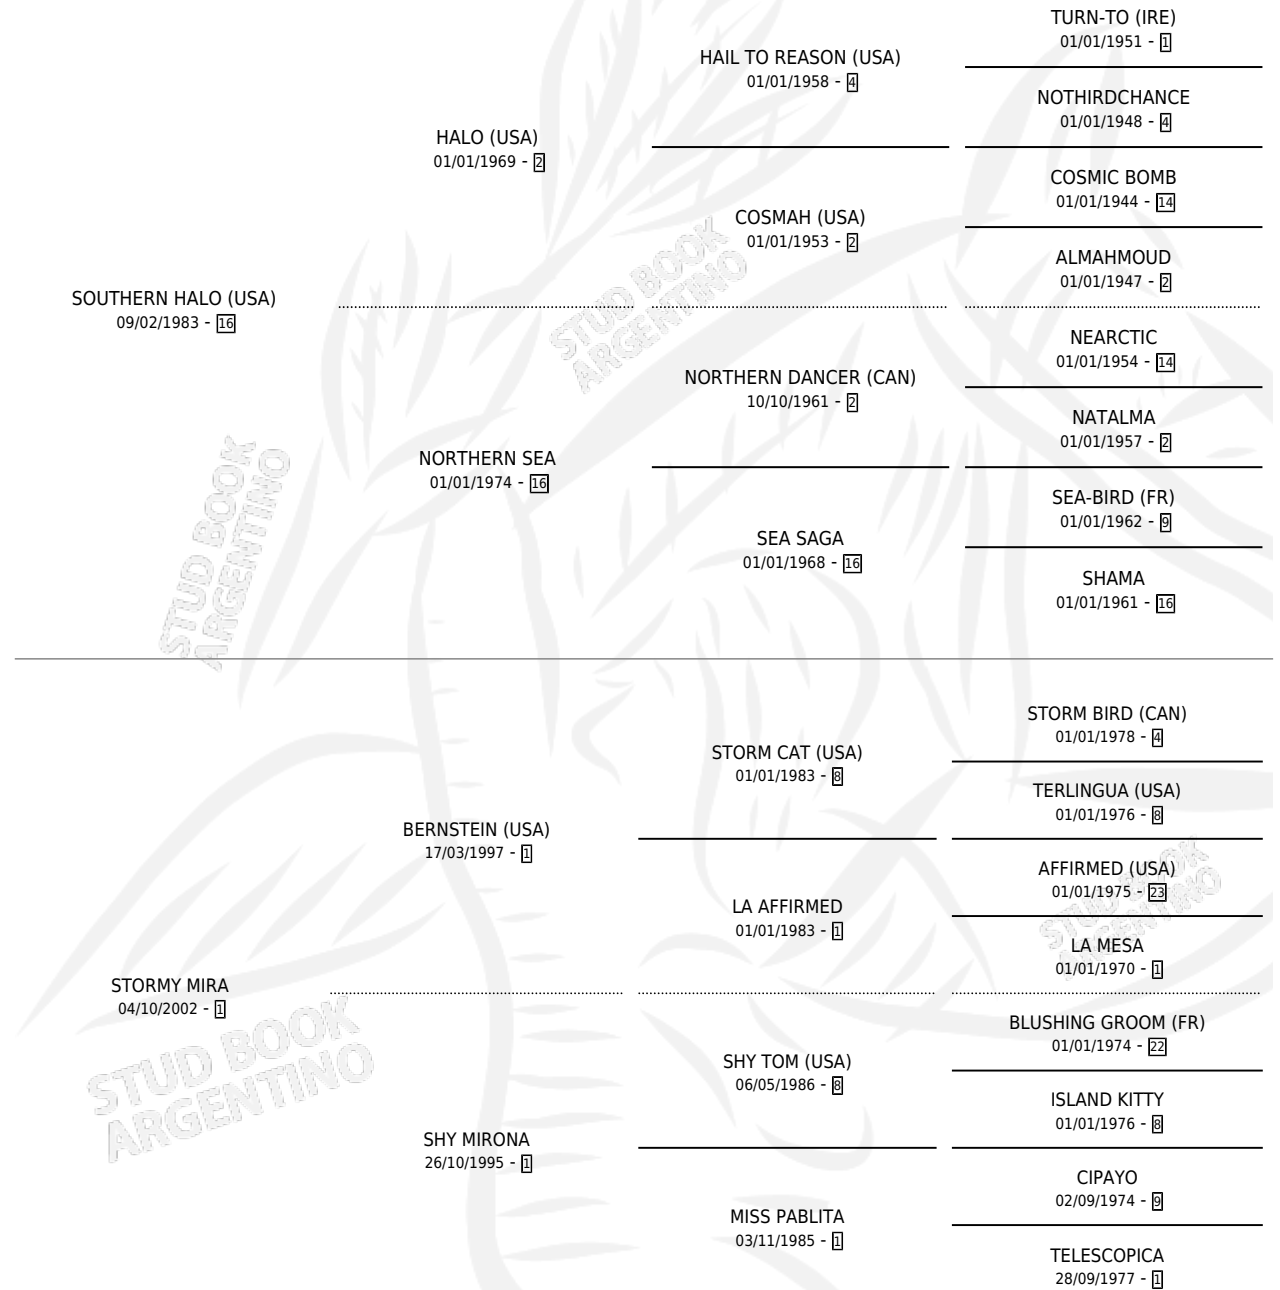 TURN-TO (IRE)
01/01/1951 - 1
HAIL TO REASON (USA)
01/01/1958 - 4
NOTHIRDCHANCE
01/01/1948 - 4
HALO (USA)
01/01/1969 - 2
COSMIC BOMB
01/01/1944 - 14
COSMAH (USA)
01/01/1953 - 2
ALMAHMOUD
01/01/1947 - 2
SOUTHERN HALO (USA)
09/02/1983 - 16
STUD BOOK
ARGENTINO
NEARCTIC
01/01/1954 - 14
NORTHERN DANCER (CAN)
10/10/1961 - 2
NATALMA
01/01/1957 - 2
NORTHERN SEA
01/01/1974 - 16
SEA-BIRD (FR)
01/01/1962 - 9
SEA SAGA
01/01/1968 - 16
SHAMA
01/01/1961 - 16
STUD BOOK
ARGENTINO
STORM BIRD (CAN)
01/01/1978 - 4
STORM CAT (USA)
01/01/1983 - 8
TERLINGUA (USA)
01/01/1976 - 8
BERNSTEIN (USA)
17/03/1997 - 1
AFFIRMED (USA)
01/01/1975 - 23
LA AFFIRMED
01/01/1983 - 1
STUD BOOK
ARGENTINO
LA MESA
01/01/1970 - 1
STORMY MIRA
04/10/2002 - 1
STUD BOOK
ARGENTINO
BLUSHING GROOM (FR)
01/01/1974 - 22
SHY TOM (USA)
06/05/1986 - 8
ISLAND KITTY
01/01/1976 - 8
SHY MIRONA
26/10/1995 - 1
CIPAYO
02/09/1974 - 9
MISS PABLITA
03/11/1985 - 1
TELESCOPICA
28/09/1977 - 1